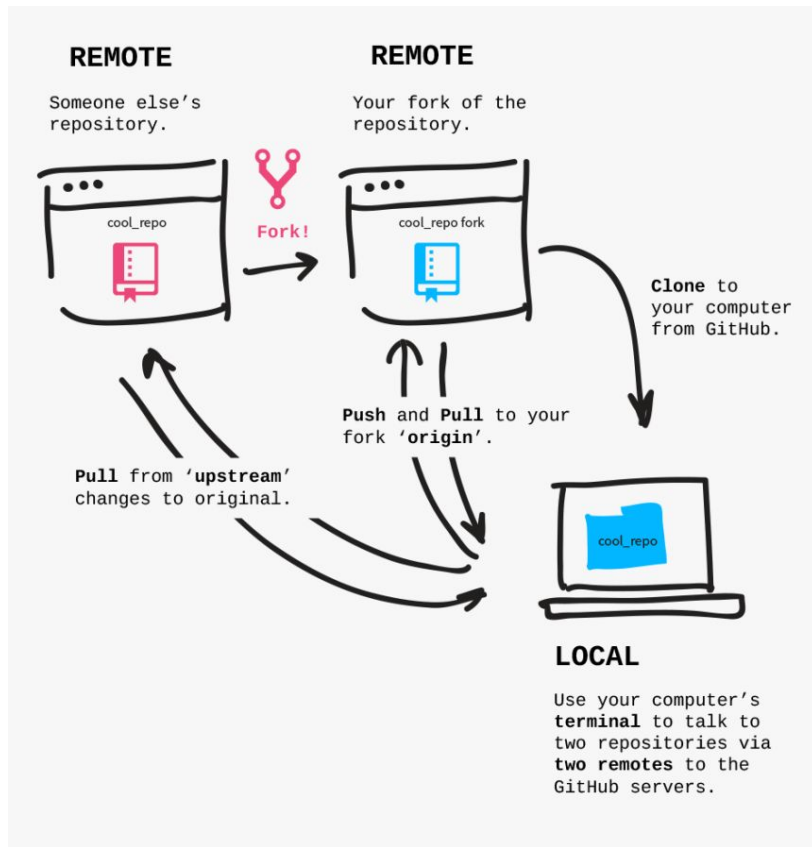 REMOTE
Someone else’s
repository.
REMOTE
Your fork of the
repository.
cool_repo
Fork!
cool_repo fork
Clone to
your computer
from GitHub.
Push and Pull to your
fork ‘origin’.
Pull from ‘upstream’
changes to original.
cool_repo
LOCAL
Use your computer’s
terminal to talk to
two repositories via
two remotes to the
GitHub servers.